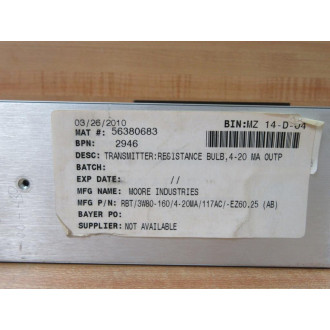 03/26/2010 BIN:MZ 14-D-04
MAT #: 56380683
BPN: 2946
DESC: TRANSMITTER:RESISTANCE BULB,4-20 MA OUTP
BATCH:
EXP DATE: //
MFG NAME: MOORE INDUSTRIES
MFG P/N: RBT/3W80-160/4-20MA/117AC/-EZ60.25 (AB)
BAYER PO:
SUPPLIER: NOT AVAILABLE